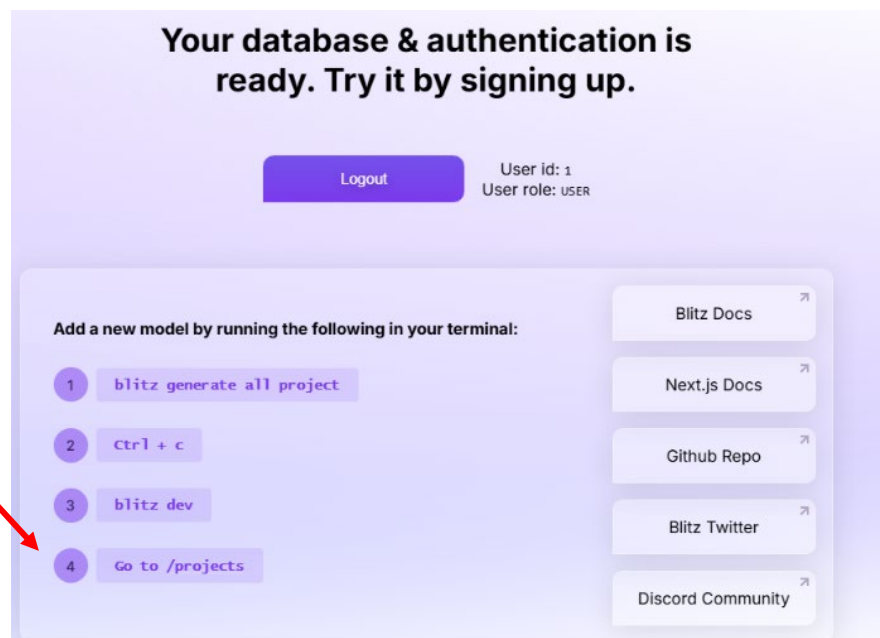 Your database & authentication is
ready. Try it by signing up.
Logout
User id: 1
User role: USER
Add a new model by running the following in your terminal:
1 blitz generate all project
2 Ctrl + c
3 blitz dev
4 Go to /projects
Blitz Docs
Next.js Docs
Github Repo
Blitz Twitter
Discord Community